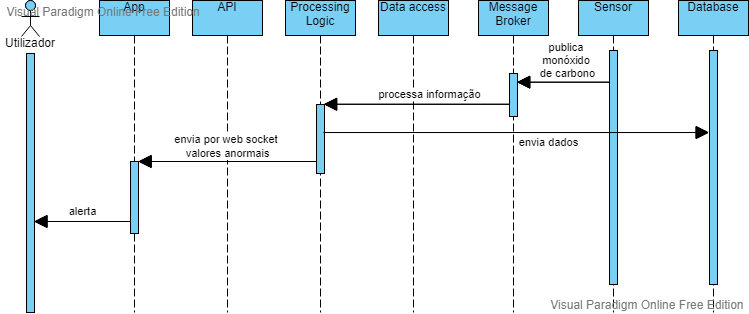 Visual Paradigm Online Free Edition
App
API
Processing
Logic
Data access
Message
Broker
Sensor
Database
Utilizador
publica
monóxido
de carbono
processa informação
envia dados
envia por web socket
valores anormais
alerta
Visual Paradigm Online Free Edition